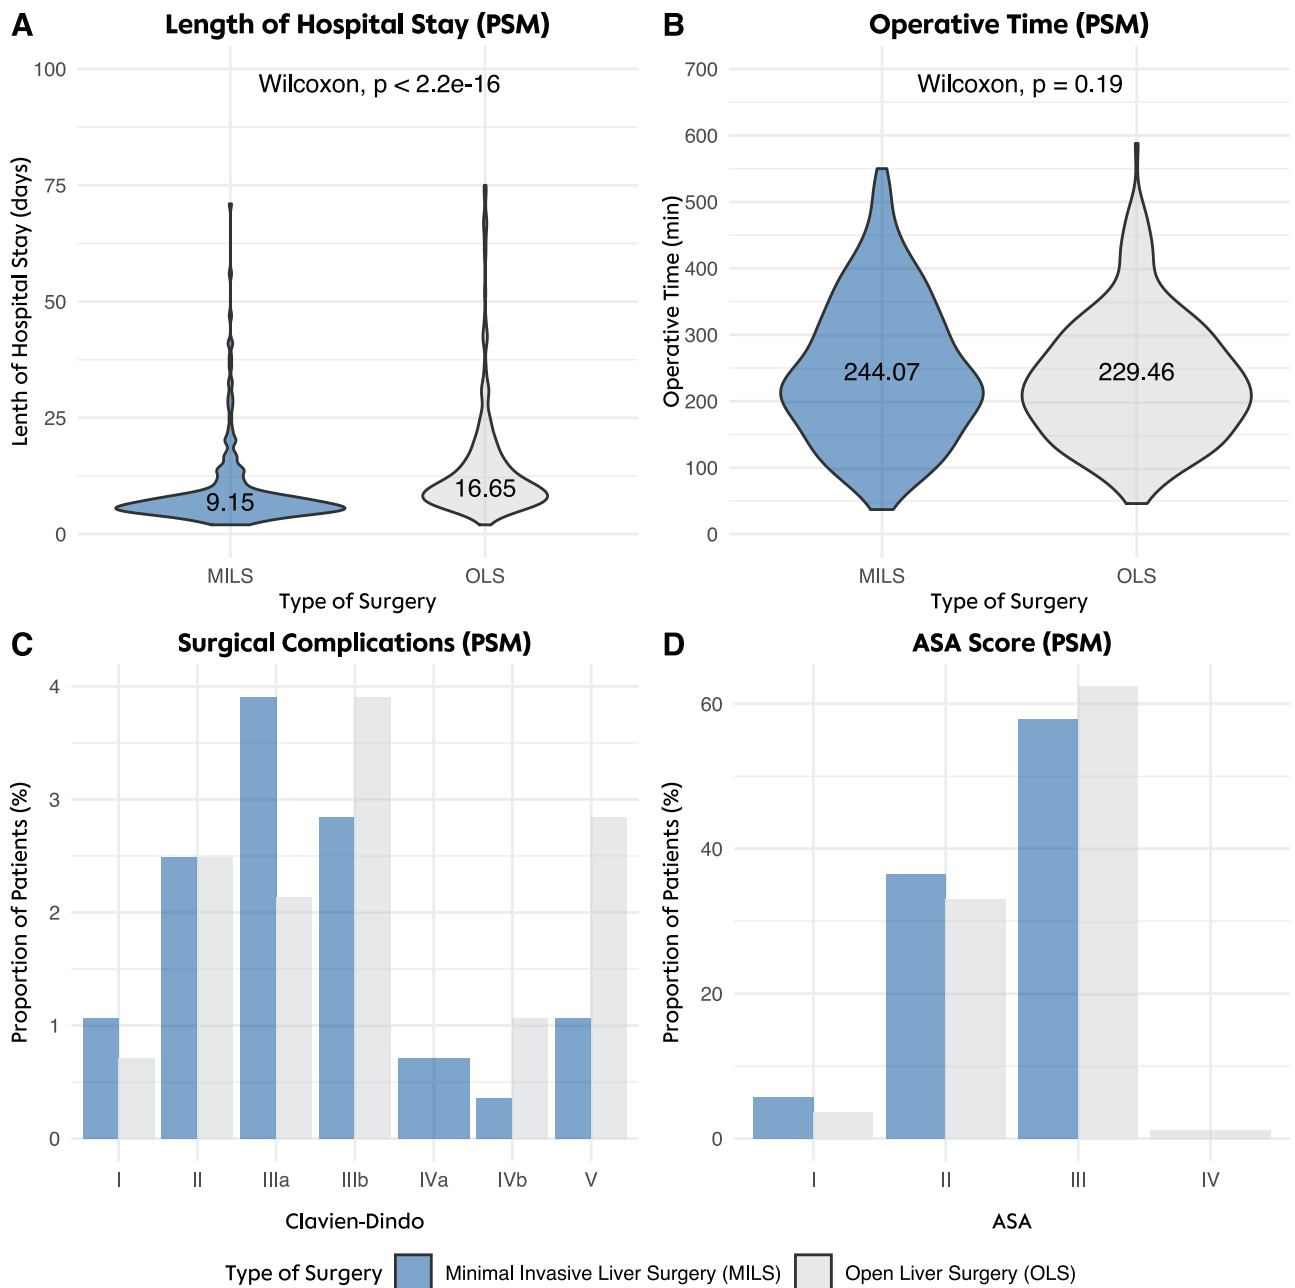 A Length of Hospital Stay (PSM)
Wilcoxon, p < 2.2e-16
Lenth of Hospital Stay (days)
100
75
50
25
0
9.15
16.65
MILS OLS
Type of Surgery
B Operative Time (PSM)
Wilcoxon, p = 0.19
Operative Time (min)
700
600
500
400
300
200
100
0
244.07
229.46
MILS OLS
Type of Surgery
C Surgical Complications (PSM)
Proportion of Patients (%)
4
3
2
1
0
I II IIIa IIIb IVa IVb V
Clavien-Dindo
D ASA Score (PSM)
Proportion of Patients (%)
60
40
20
0
I II III IV
ASA
Type of Surgery Minimal Invasive Liver Surgery (MILS) Open Liver Surgery (OLS)